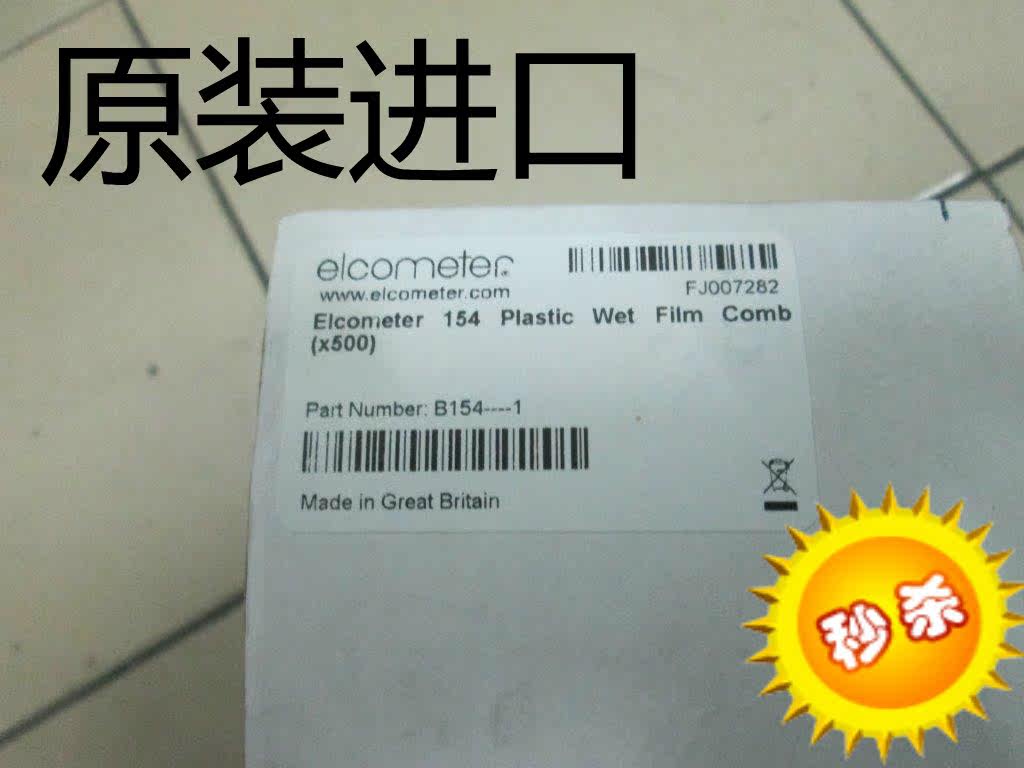 原装进口
elcometer
www.elcometer.com
FJ007282
Elcometer 154 Plastic Wet Film Comb
(x500)
Part Number: B154----1
Made in Great Britain
秒杀